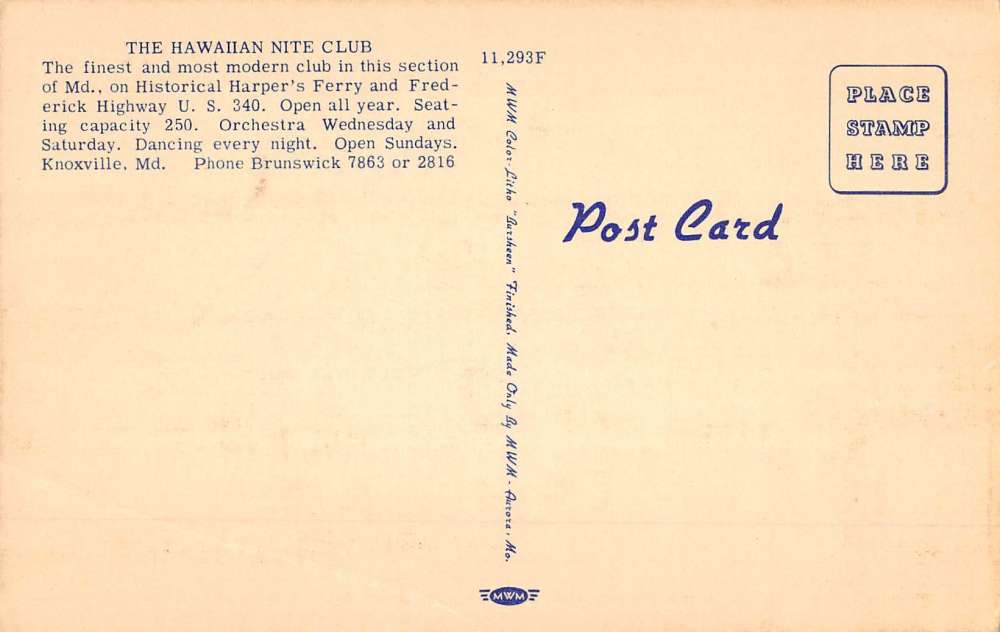 THE HAWAIIAN NITE CLUB
The finest and most modern club in this section
of Md., on Historical Harper's Ferry and Fred-
erick Highway U. S. 340. Open all year. Seat-
ing capacity 250. Orchestra Wednesday and
Saturday. Dancing every night. Open Sundays.
Knoxville, Md. Phone Brunswick 7863 or 2816
11,293F
MWM Color-Litho "Dursheen" Finished, Made Only By MWM - Aurora, Mo.
PLACE
STAMP
HERE
Post Card
MWM